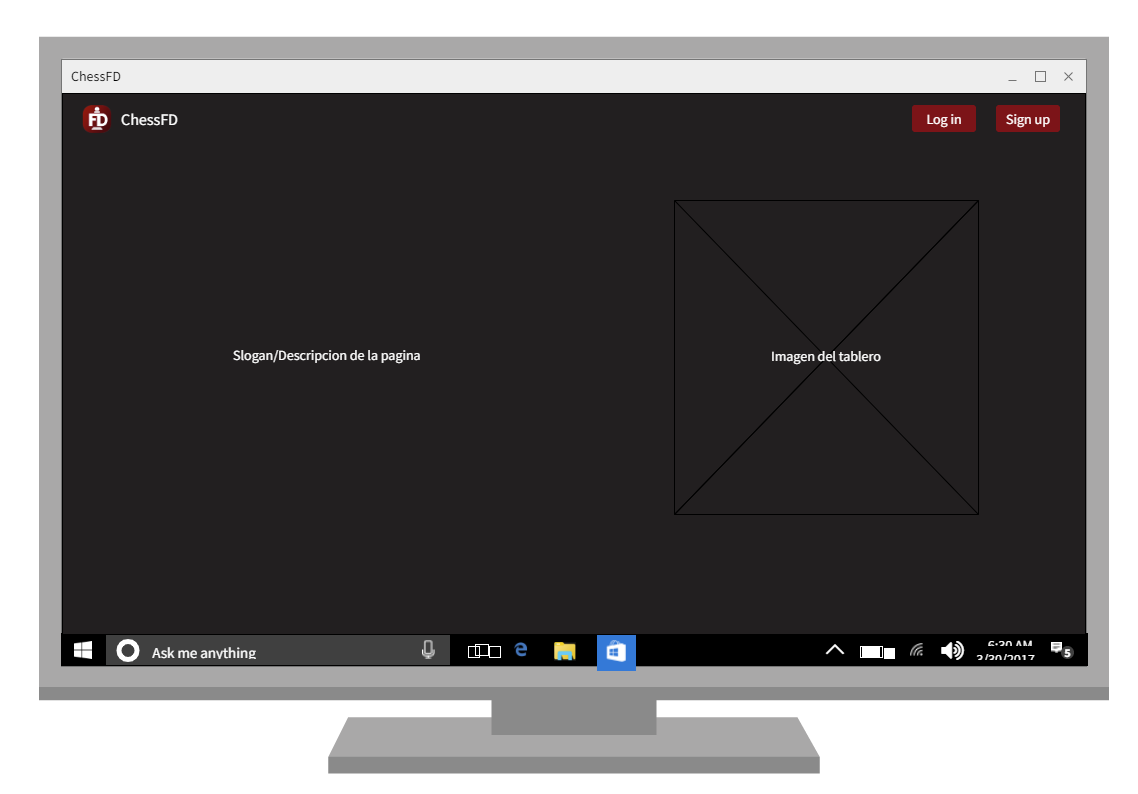 ChessFD
FD ChessFD
Log in
Sign up
Slogan/Descripcion de la pagina
Imagen del tablero
Ask me anything
6:30 AM
3/30/2017
5